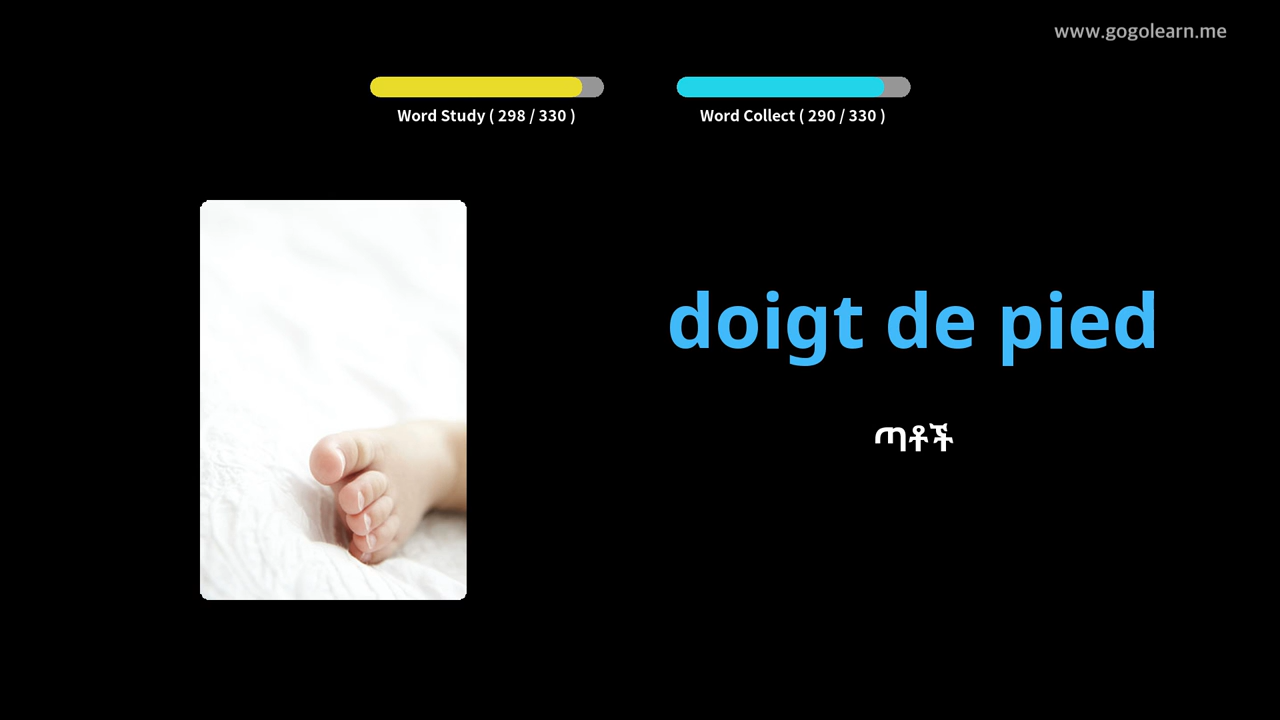 www.gogolearn.me
Word Study ( 298 / 330 )
Word Collect ( 290 / 330 )
doigt de pied
ጣቶች